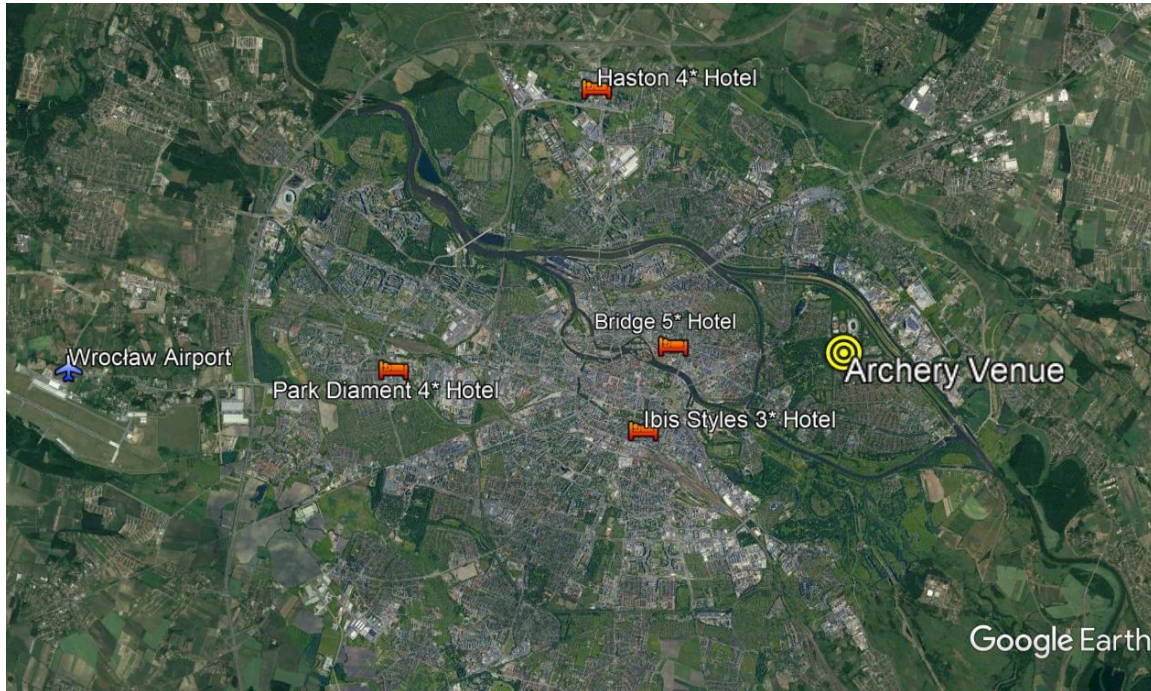 Haston 4* Hotel
Bridge 5* Hotel
Wrocław Airport
Archery Venue
Park Diament 4* Hotel
Ibis Styles 3* Hotel
Google Earth